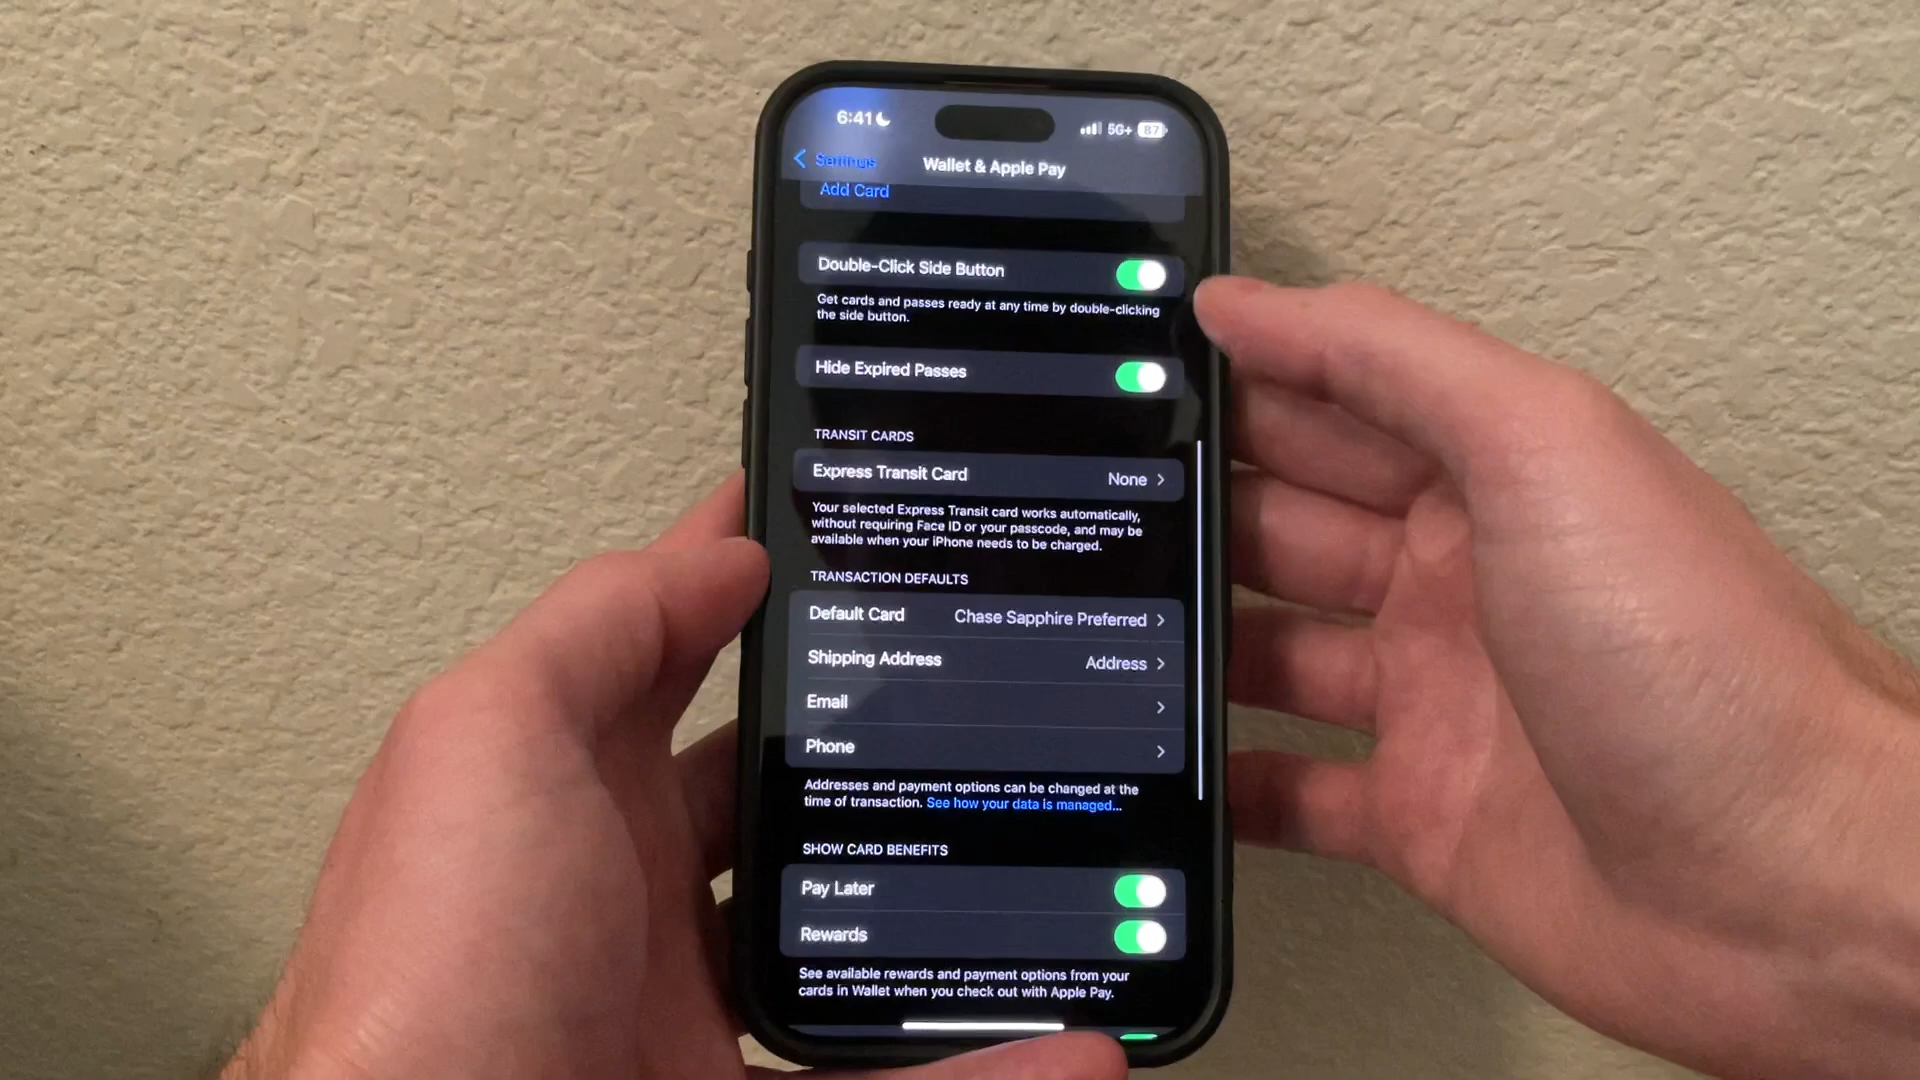 6:41
5G+ 87
Settings
Wallet & Apple Pay
Add Card
Double-Click Side Button
Get cards and passes ready at any time by double-clicking
the side button.
Hide Expired Passes
TRANSIT CARDS
Express Transit Card None
Your selected Express Transit card works automatically,
without requiring Face ID or your passcode, and may be
available when your iPhone needs to be charged.
TRANSACTION DEFAULTS
Default Card Chase Sapphire Preferred
Shipping Address Address
Email
Phone
Addresses and payment options can be changed at the
time of transaction. See how your data is managed...
SHOW CARD BENEFITS
Pay Later
Rewards
See available rewards and payment options from your
cards in Wallet when you check out with Apple Pay.